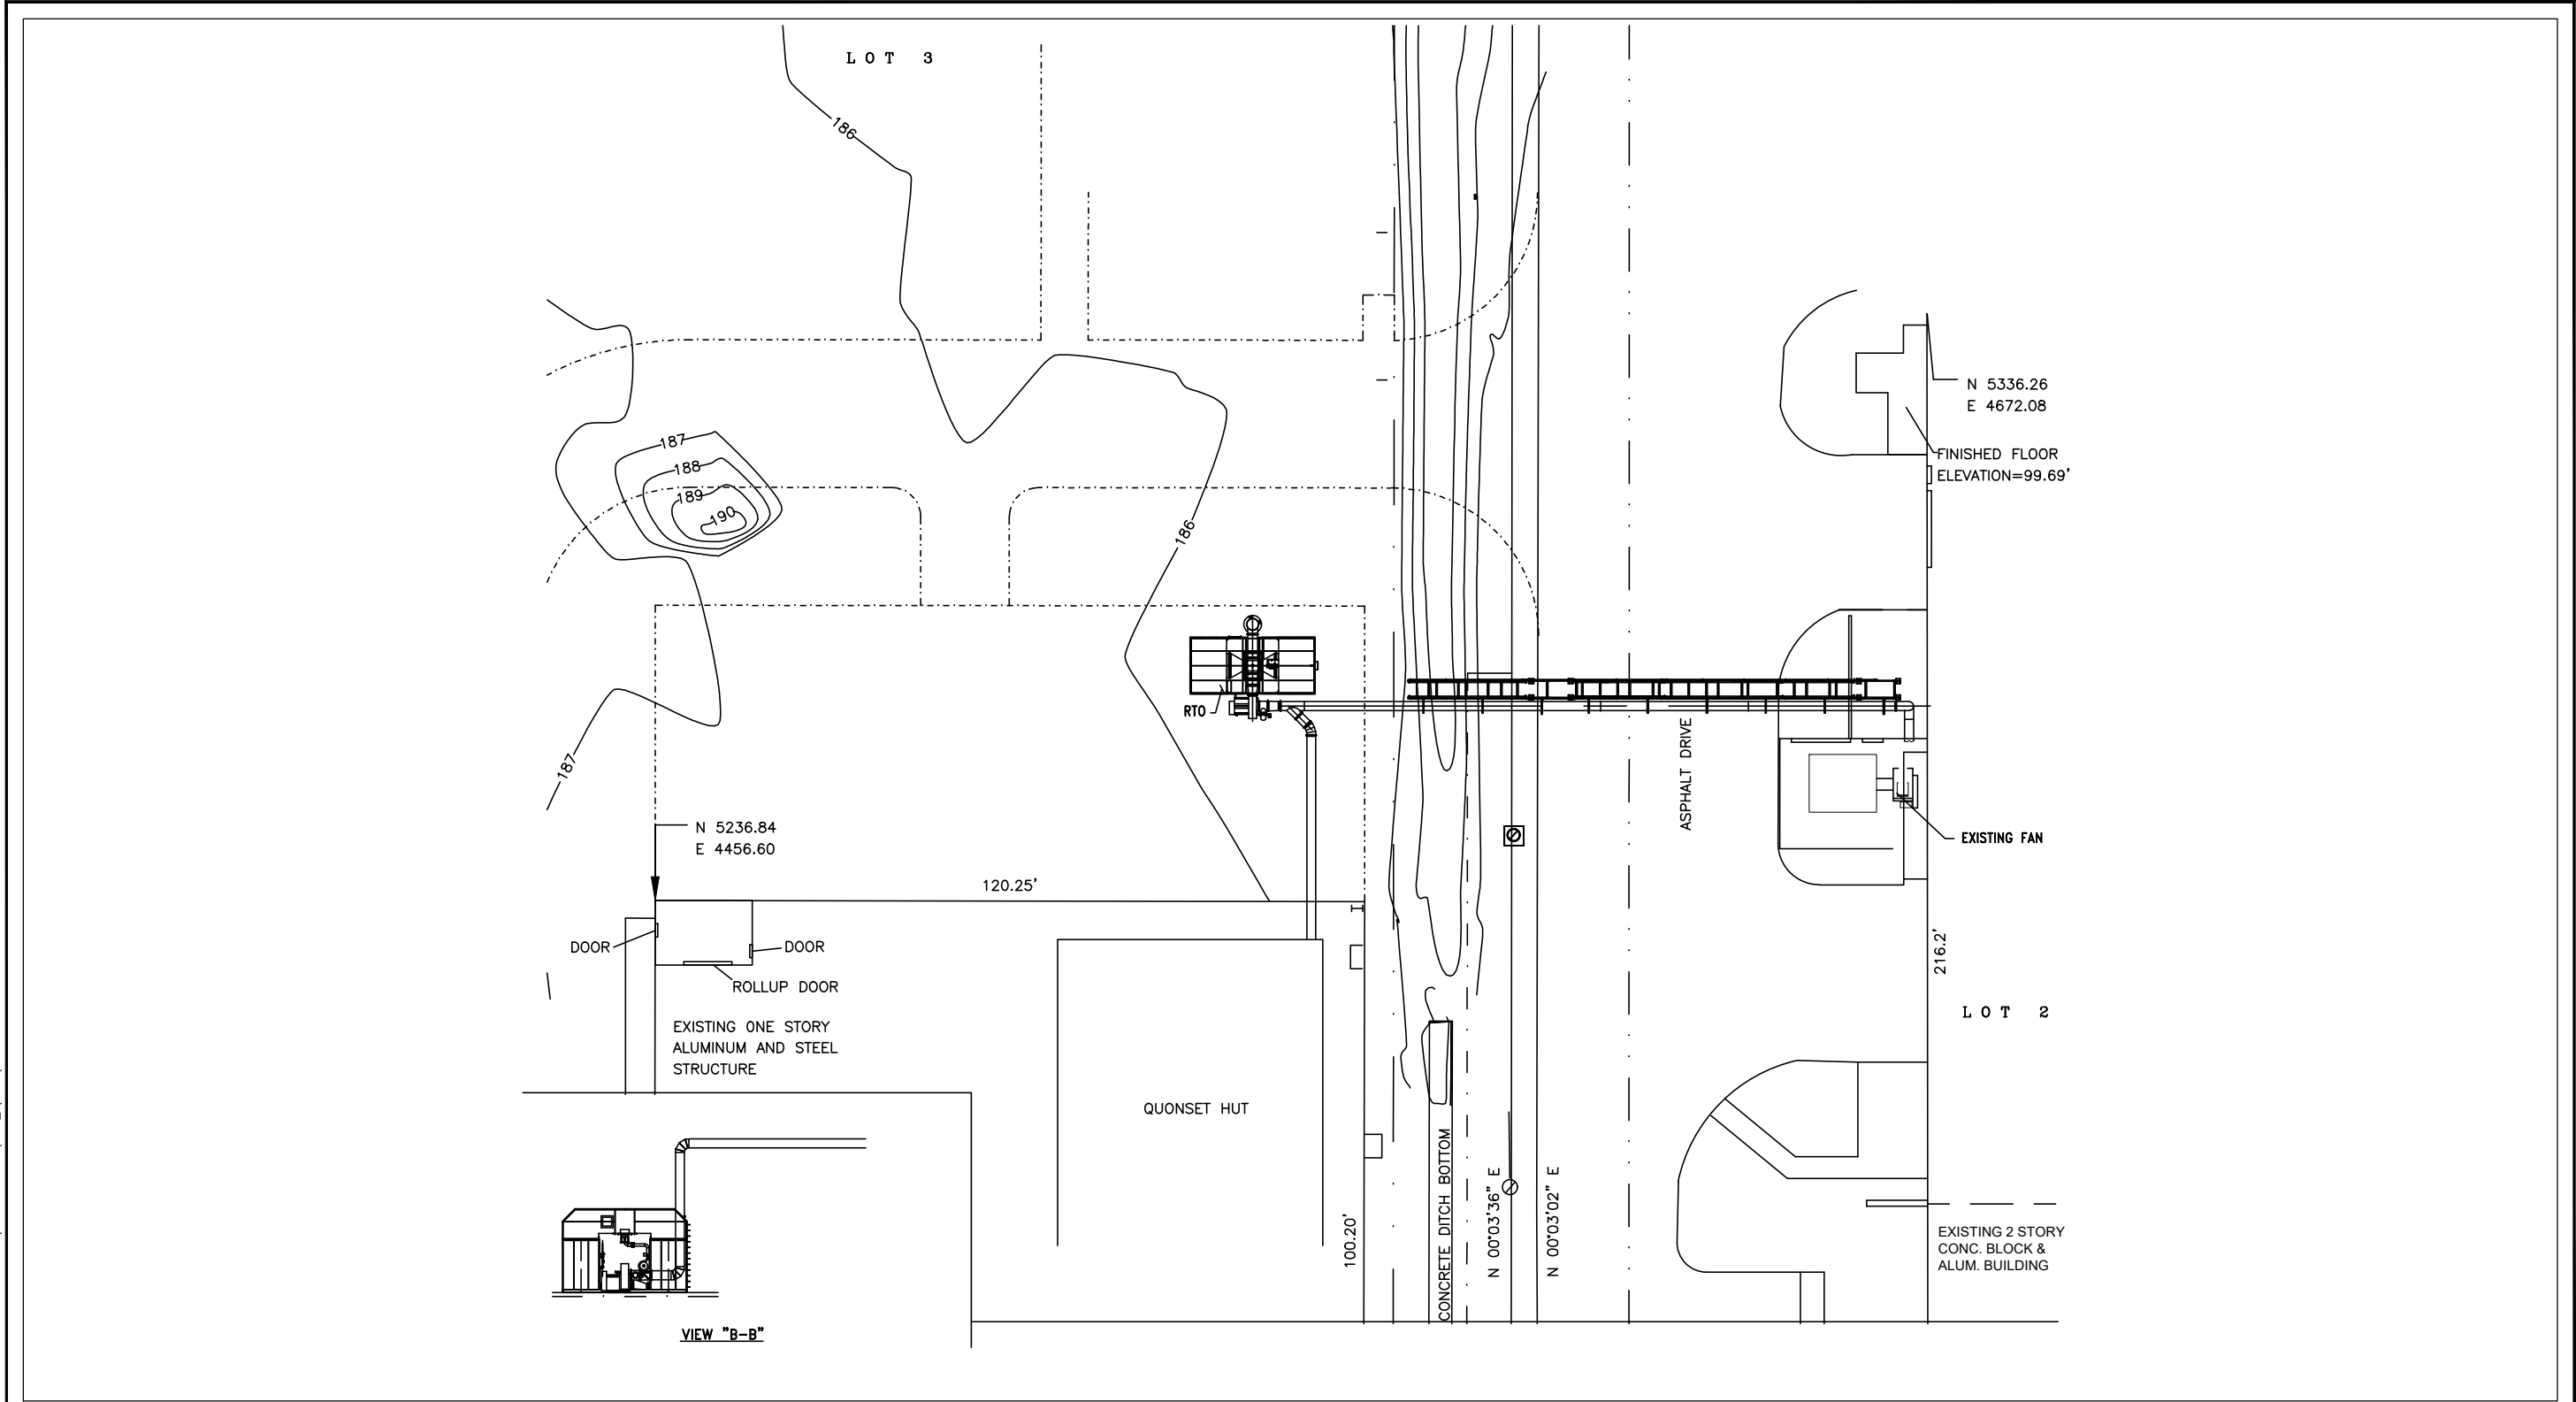 LOT 3
186
N 5336.26
E 4672.08
187
FINISHED FLOOR
188
ELEVATION=99.69'
189
190
186
RTO
ASPHALT DRIVE
187
N 5236.84
E 4456.60
EXISTING FAN
120.25'
DOOR
DOOR
216.2'
ROLLUP DOOR
LOT 2
EXISTING ONE STORY
ALUMINUM AND STEEL
STRUCTURE
QUONSET HUT
CONCRETE DITCH BOTTOM
N 00°03'36" E
N 00°03'02" E
100.20'
EXISTING 2 STORY
CONC. BLOCK &
ALUM. BUILDING
VIEW "B-B"